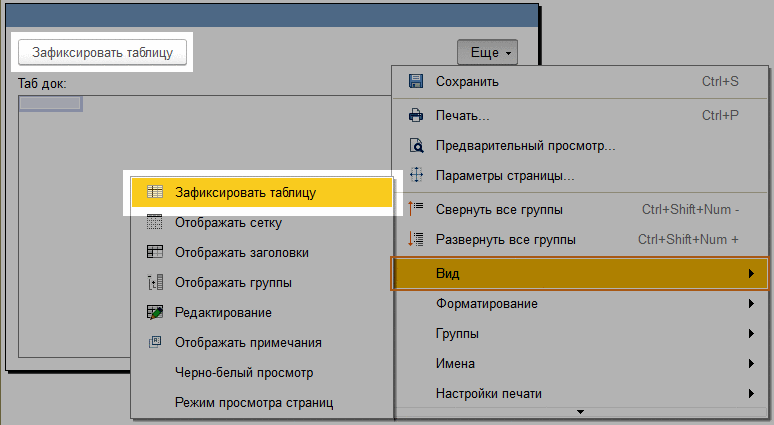 Зафиксировать таблицу
Еще
Таб док:
Сохранить Ctrl+S
Печать... Ctrl+P
Предварительный просмотр...
Параметры страницы...
Свернуть все группы Ctrl+Shift+Num -
Развернуть все группы Ctrl+Shift+Num +
Вид
Форматирование
Группы
Имена
Настройки печати
Зафиксировать таблицу
Отображать сетку
Отображать заголовки
Отображать группы
Редактирование
Отображать примечания
Черно-белый просмотр
Режим просмотра страниц